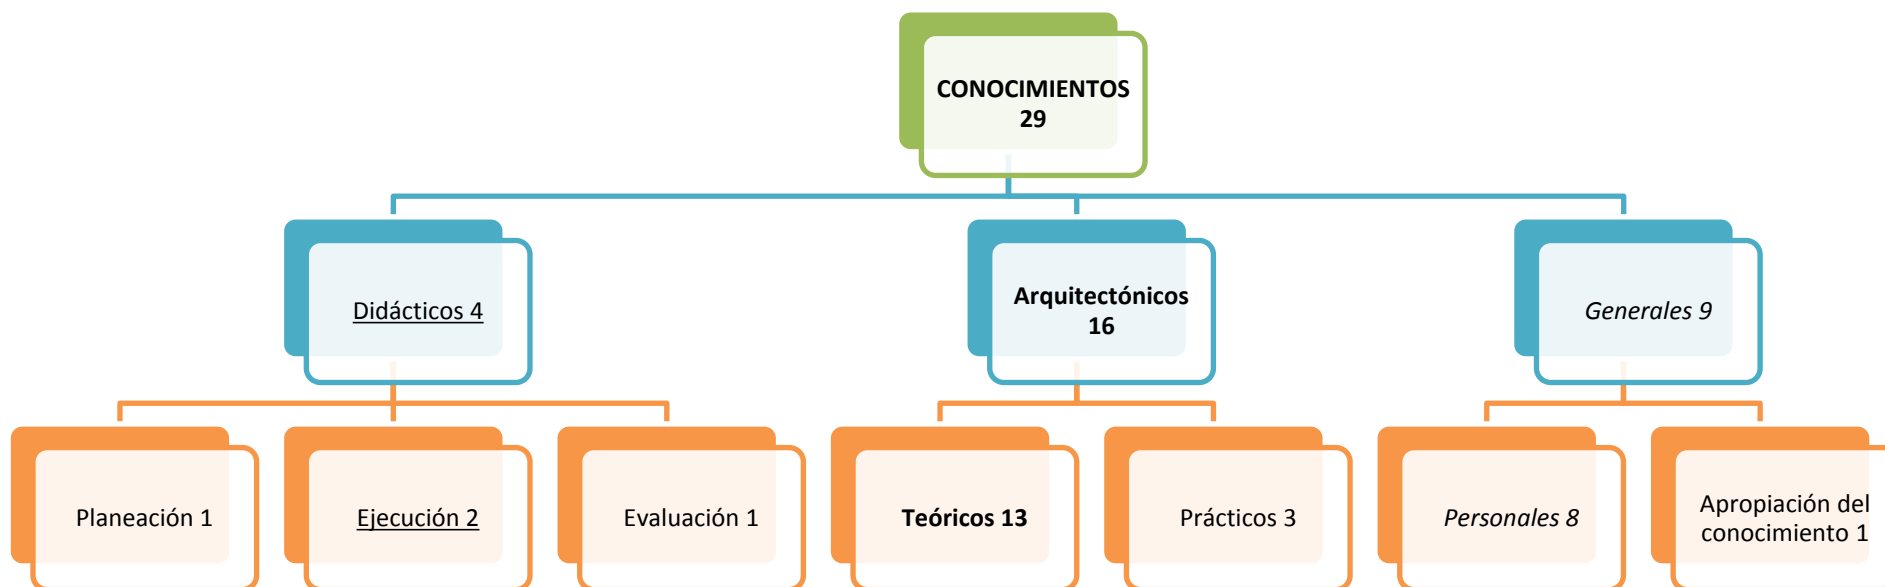 CONOCIMIENTOS
29
Didácticos 4
Arquitectónicos
16
Generales 9
Planeación 1
Ejecución 2
Evaluación 1
Teóricos 13
Prácticos 3
Personales 8
Apropiación del
conocimiento 1